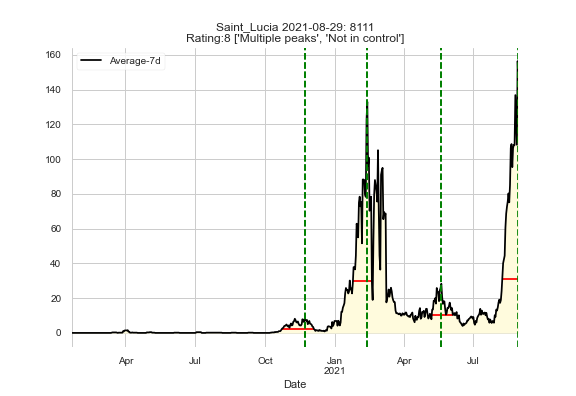 Saint_Lucia 2021-08-29: 8111
Rating:8 ['Multiple peaks', 'Not in control']
Average-7d
160
140
120
100
80
60
40
20
0
Apr Jul Oct Jan Apr Jul
2021
Date